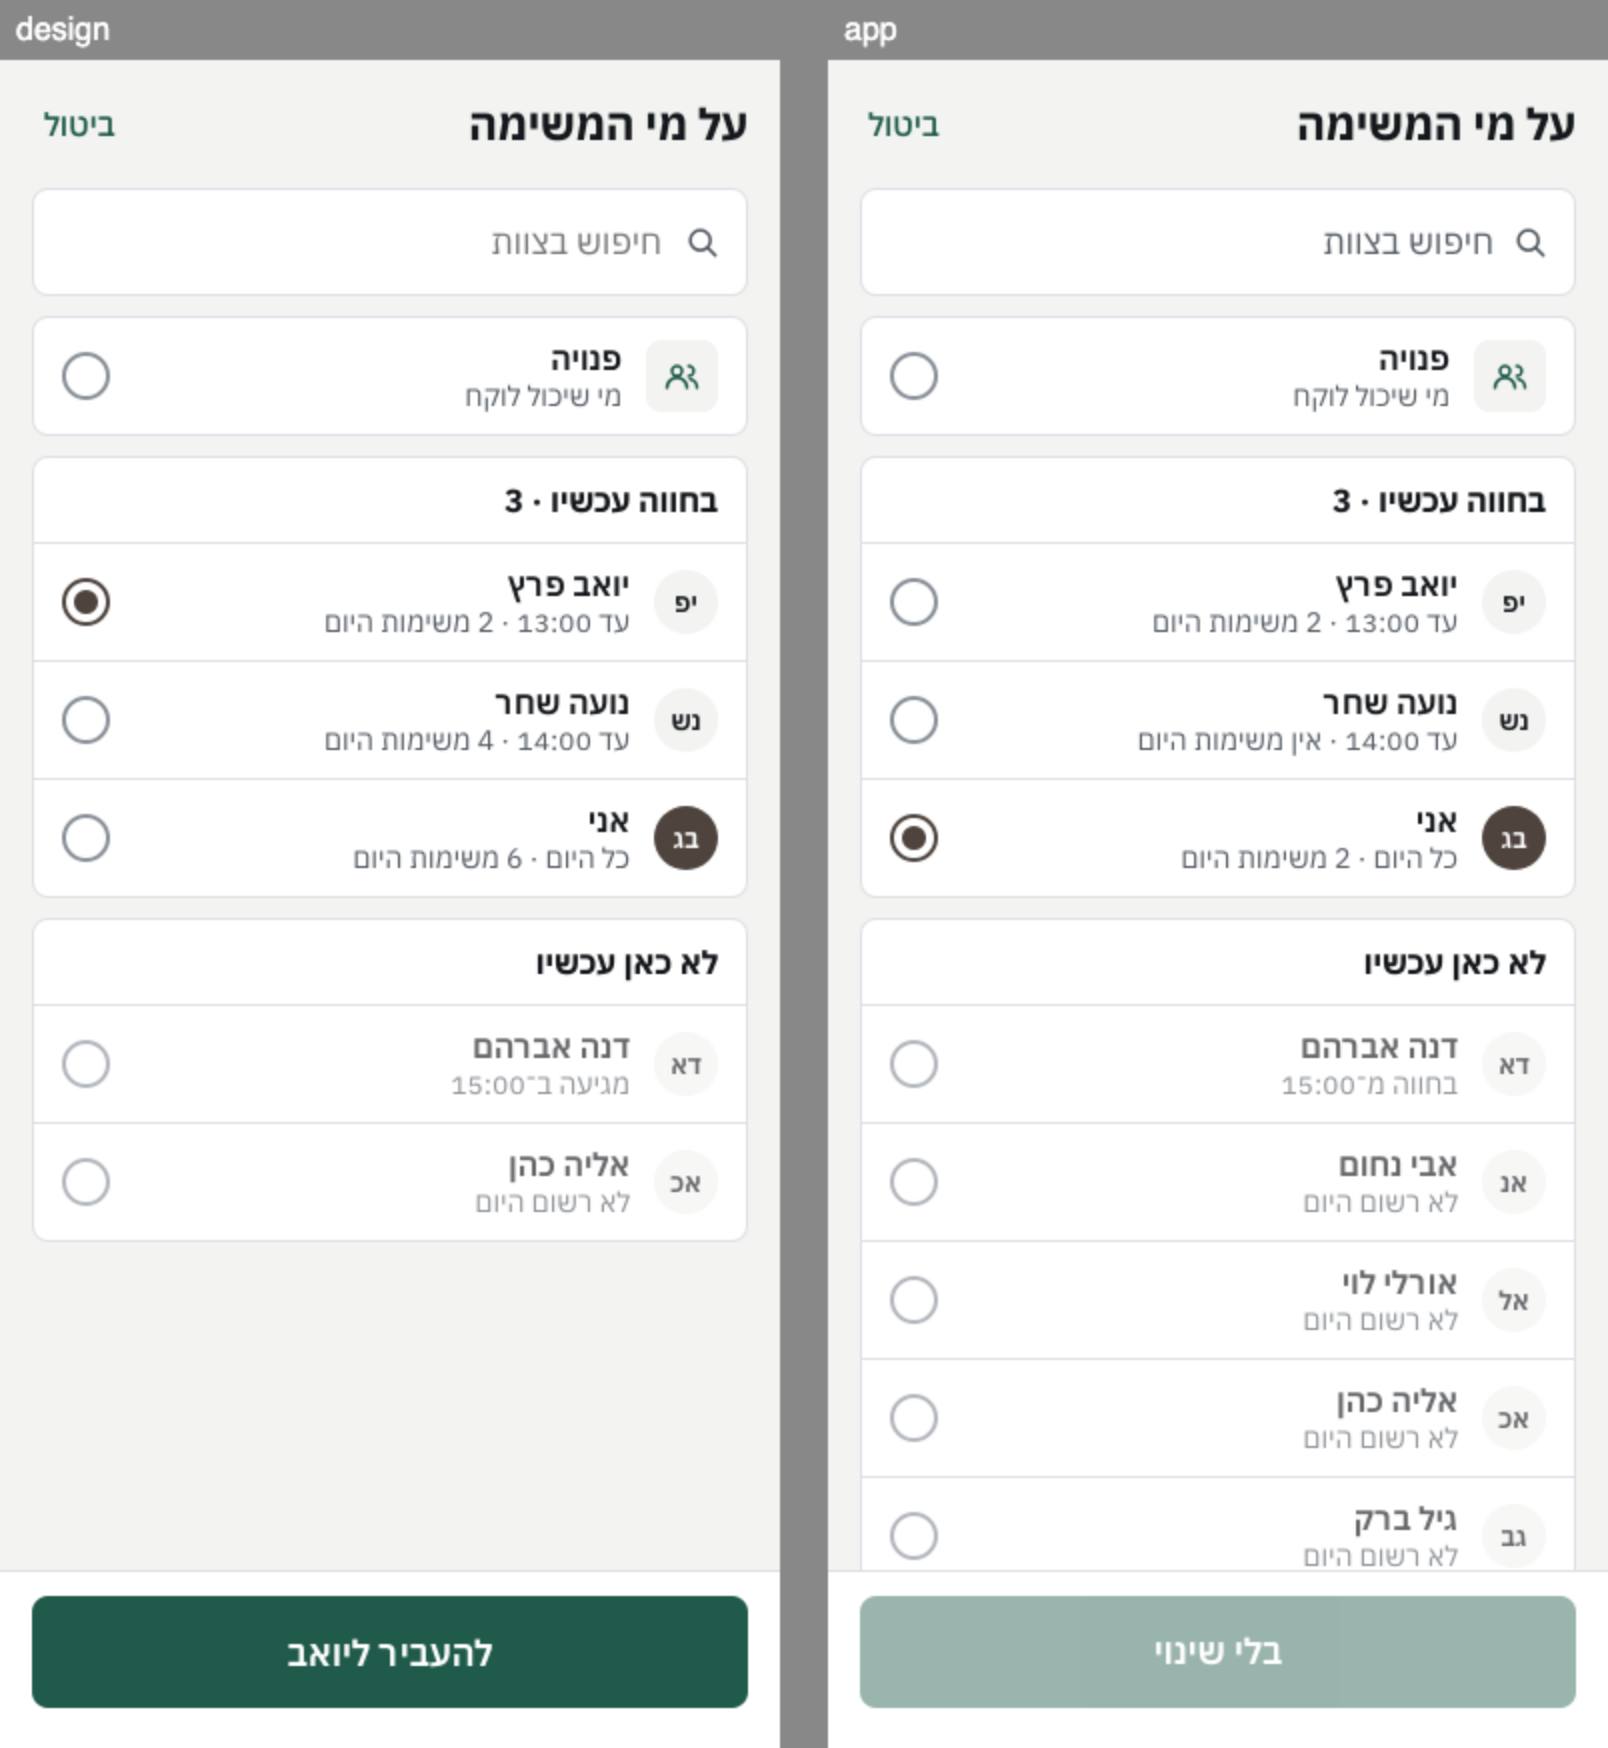 design
על מי המשימה
ביטול
חיפוש בצוות
פנויה
מי שיכול לוקח
בחווה עכשיו · 3
יפ
יואב פרץ
עד 13:00 · 2 משימות היום
נש
נועה שחר
עד 14:00 · 4 משימות היום
בג
אני
כל היום · 6 משימות היום
לא כאן עכשיו
דא
דנה אברהם
מגיעה ב־15:00
אכ
אליה כהן
לא רשום היום
להעביר ליואב
app
על מי המשימה
ביטול
חיפוש בצוות
פנויה
מי שיכול לוקח
בחווה עכשיו · 3
יפ
יואב פרץ
עד 13:00 · 2 משימות היום
נש
נועה שחר
עד 14:00 · אין משימות היום
בג
אני
כל היום · 2 משימות היום
לא כאן עכשיו
דא
דנה אברהם
בחווה מ־15:00
אנ
אבי נחום
לא רשום היום
אל
אורלי לוי
לא רשום היום
אכ
אליה כהן
לא רשום היום
גב
גיל ברק
לא רשום היום
בלי שינוי